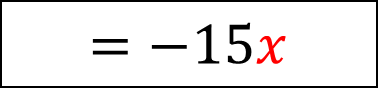 = −15x